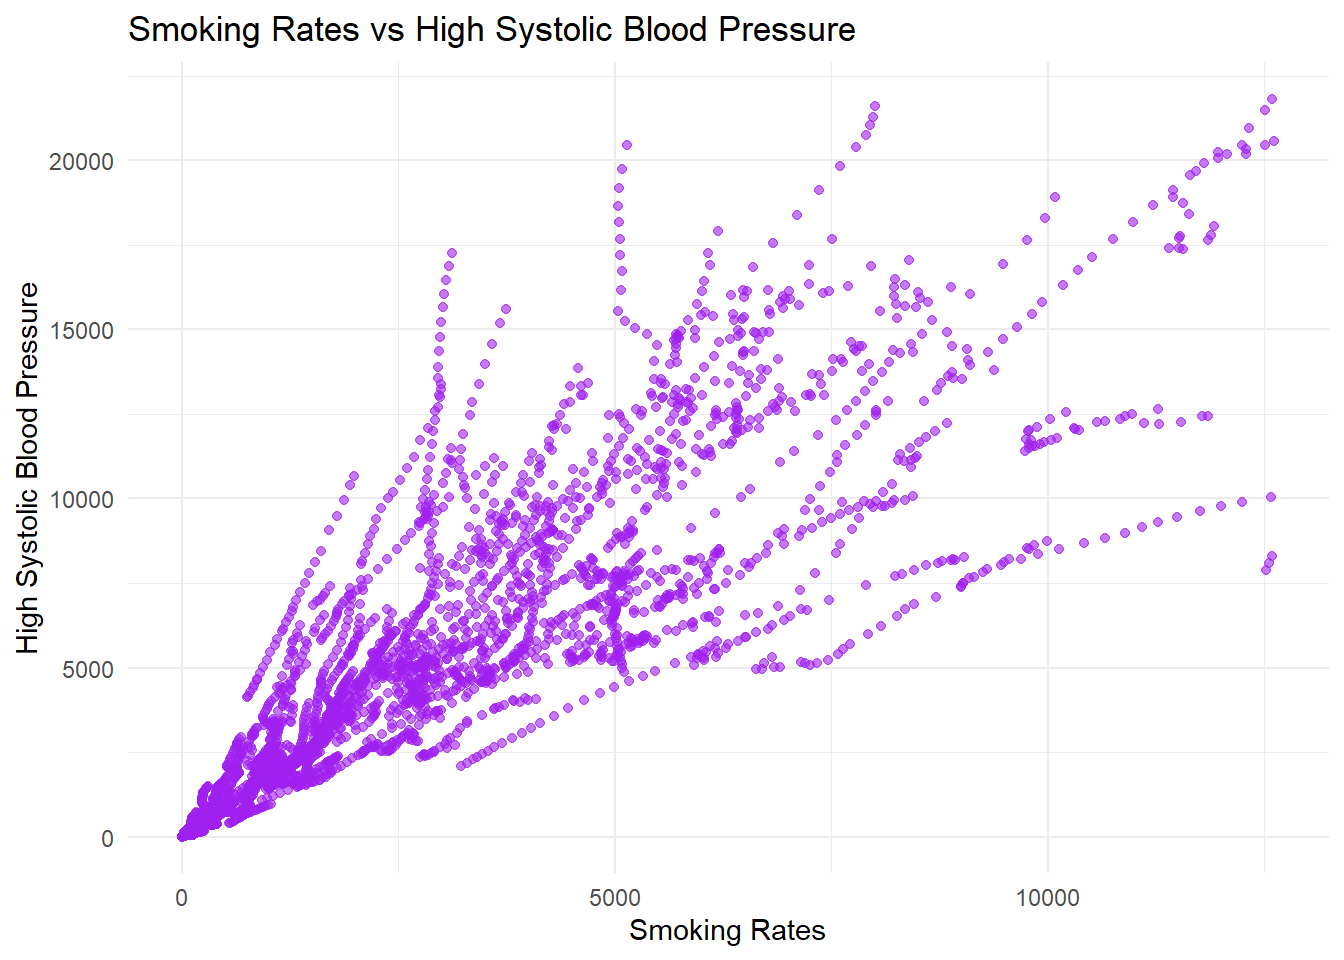 Smoking Rates vs High Systolic Blood Pressure
High Systolic Blood Pressure
20000
15000
10000
5000
0
0 5000 10000
Smoking Rates